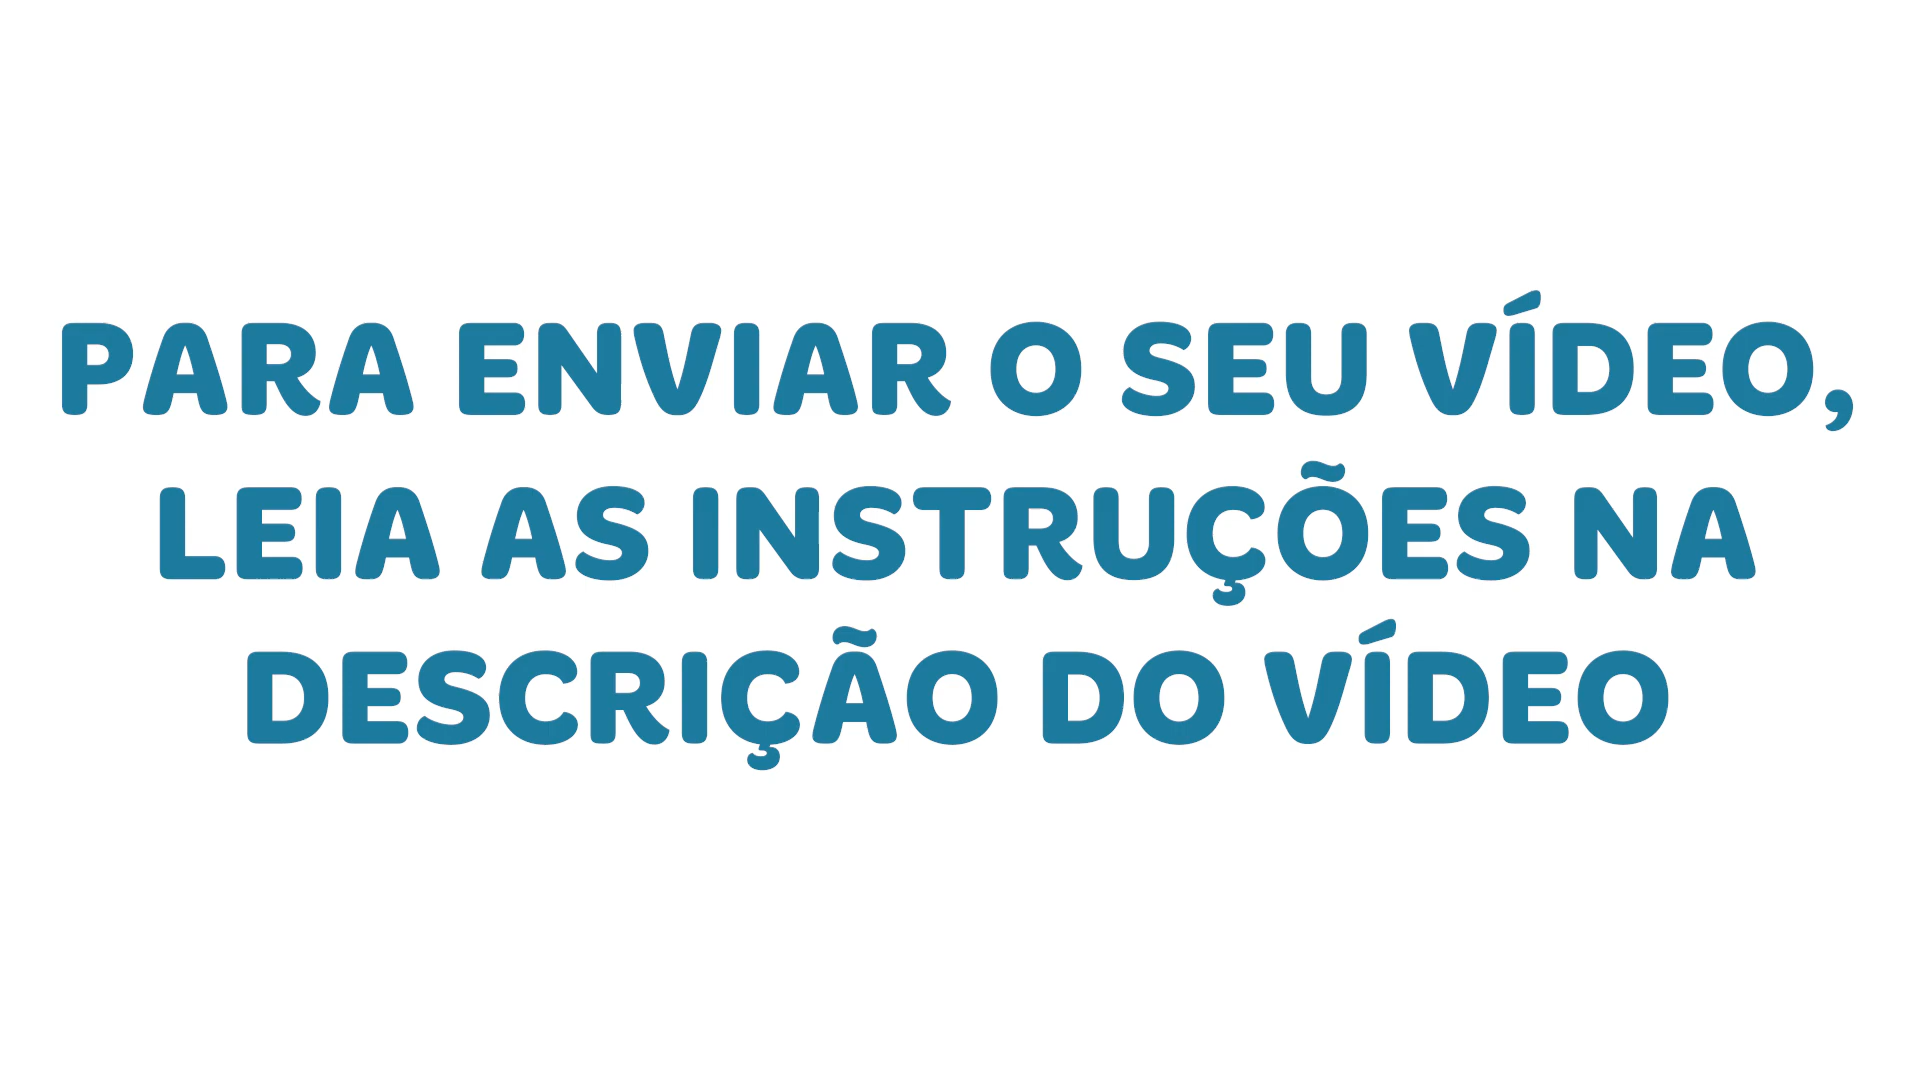 PARA ENVIAR O SEU VÍDEO,
LEIA AS INSTRUÇÕES NA
DESCRIÇÃO DO VÍDEO